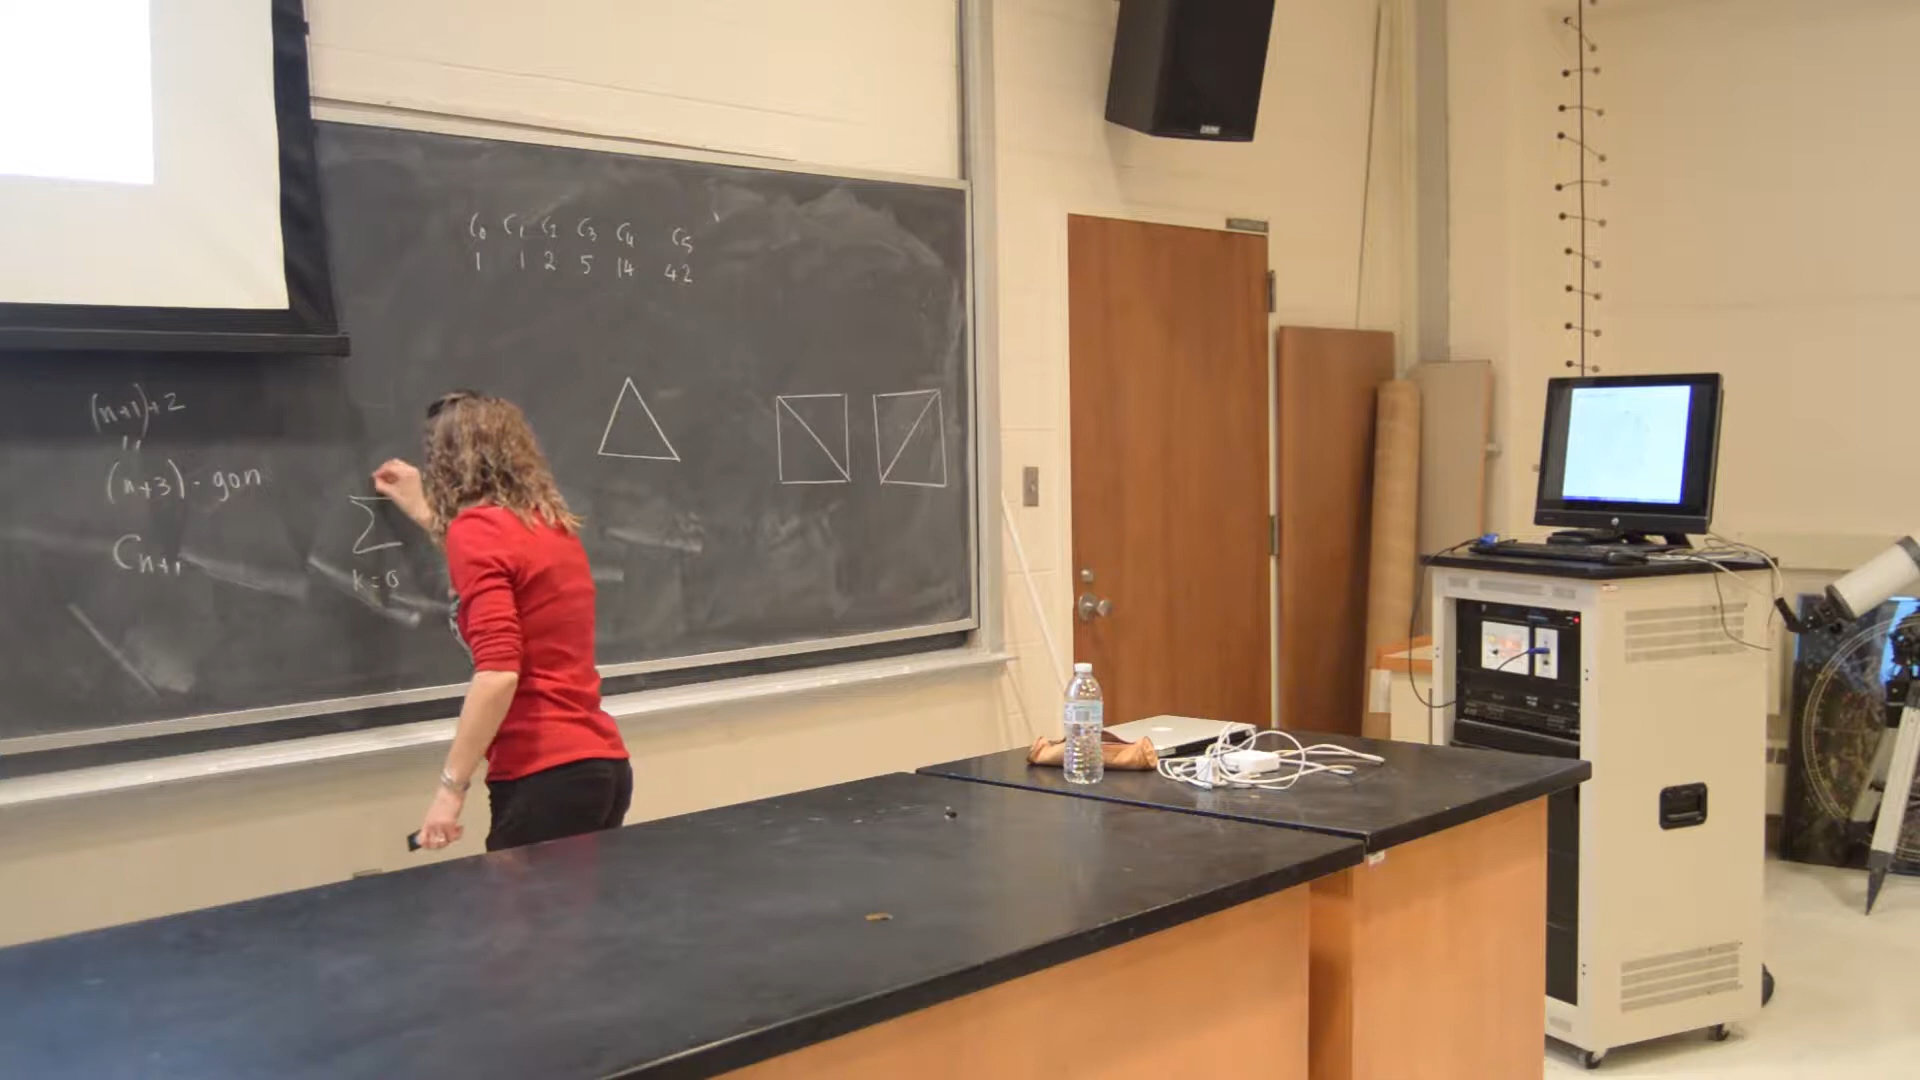 C₀ C₁ C₂ C₃ C₄ C₅
1 1 2 5 14 42
(n+1)+2
(n+3)-gon
Cₙ₊₁
Σ
k=0